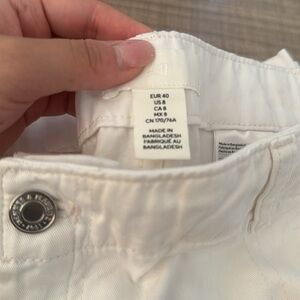 EUR 40
US 8
CA 8
MX 8
CN 170/76A
MADE IN
BANGLADESH
FABRIQUÉ AU
BANGLADESH